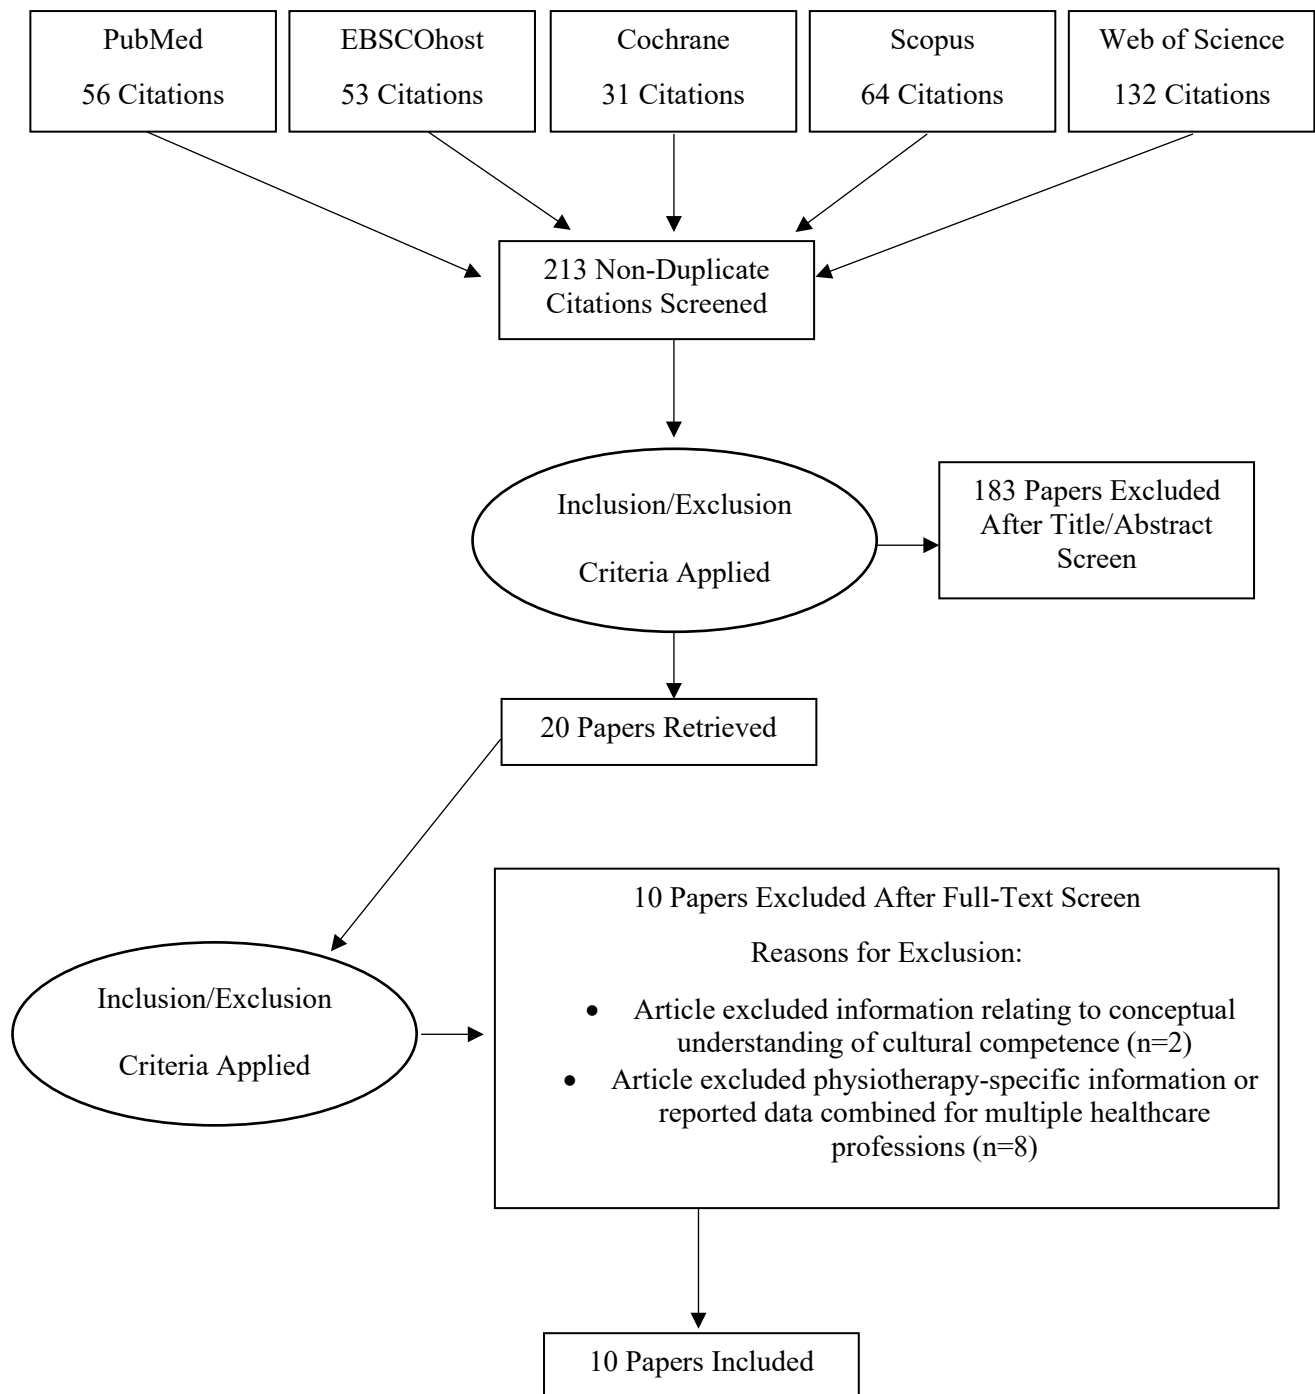 PubMed
56 Citations
EBSCOhost
53 Citations
Cochrane
31 Citations
Scopus
64 Citations
Web of Science
132 Citations
213 Non-Duplicate
Citations Screened
Inclusion/Exclusion
Criteria Applied
183 Papers Excluded
After Title/Abstract
Screen
20 Papers Retrieved
Inclusion/Exclusion
Criteria Applied
10 Papers Excluded After Full-Text Screen
Reasons for Exclusion:
• Article excluded information relating to conceptual
understanding of cultural competence (n=2)
• Article excluded physiotherapy-specific information or
reported data combined for multiple healthcare
professions (n=8)
10 Papers Included